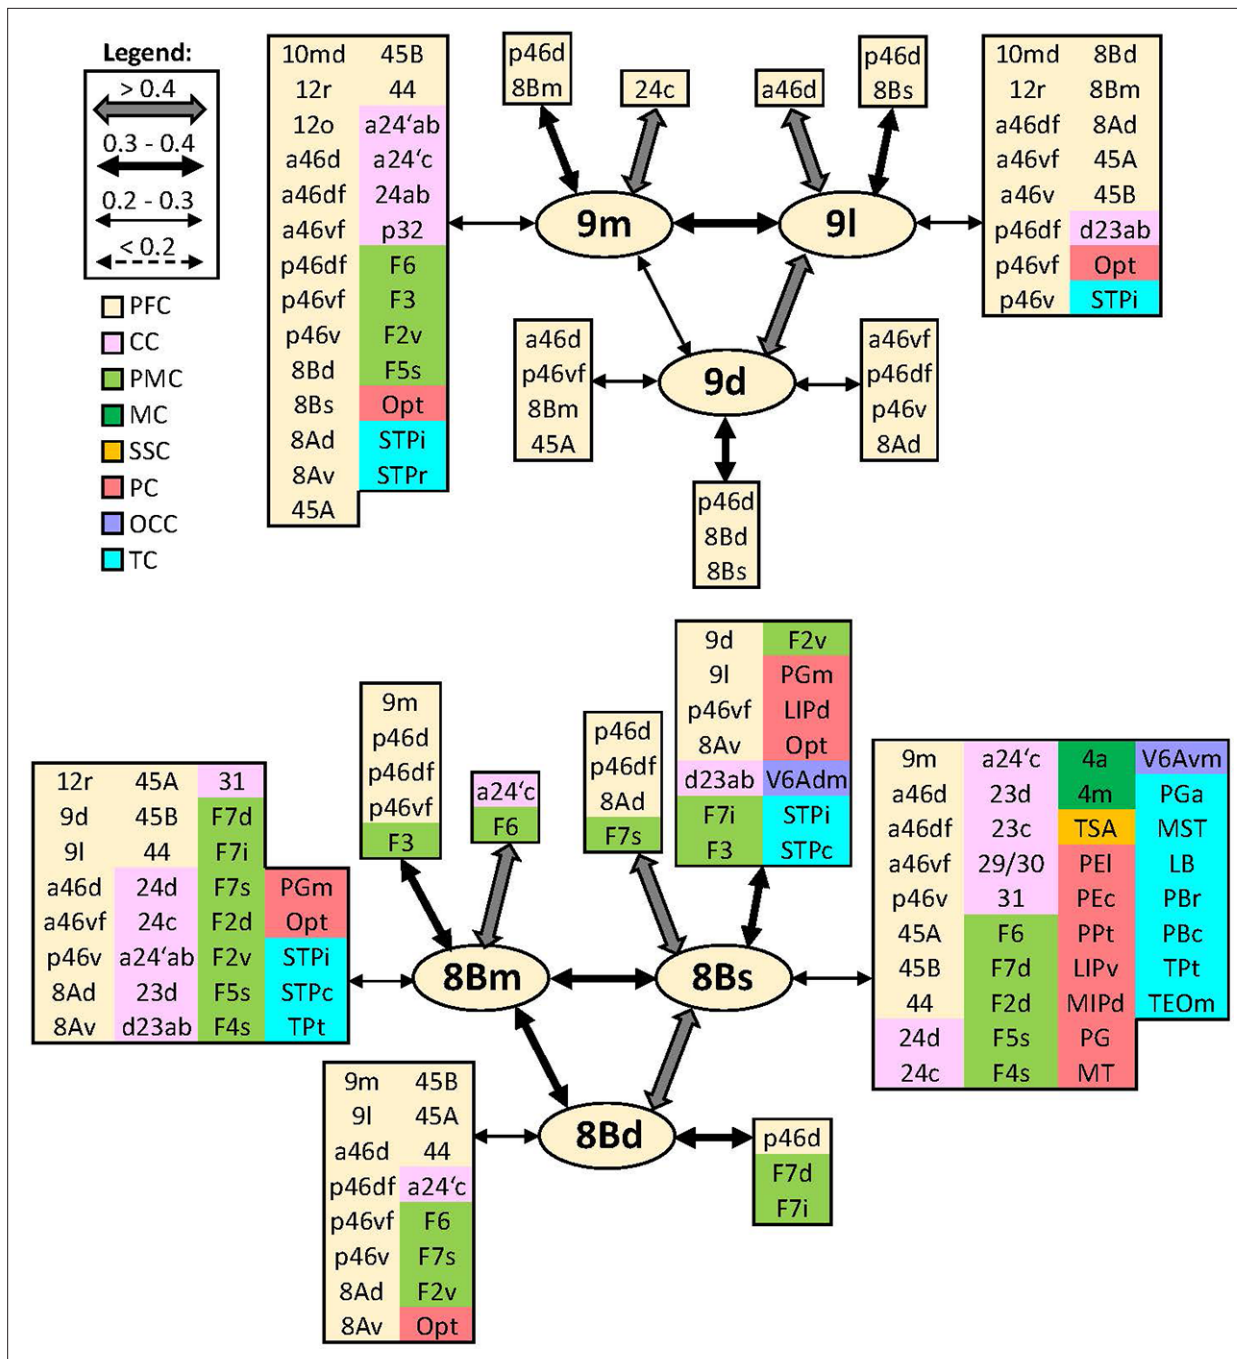 Legend:
> 0.4
0.3 - 0.4
0.2 - 0.3
< 0.2
PFC
CC
PMC
MC
SSC
PC
OCC
TC
10md 45B
12r 44
12o a24‘ab
a46d a24‘c
a46df 24ab
a46vf p32
p46df F6
p46vf F3
p46v F2v
8Bd F5s
8Bs Opt
8Ad STPi
8Av STPr
45A
p46d
8Bm
24c
a46d
p46d
8Bs
10md 8Bd
12r 8Bm
a46df 8Ad
a46vf 45A
a46v 45B
p46df d23ab
p46vf Opt
p46v STPi
9m
9l
9d
a46d
p46vf
8Bm
45A
a46vf
p46df
p46v
8Ad
p46d
8Bd
8Bs
12r 45A 31
9d 45B F7d
9l 44 F7i
a46d 24d F7s PGm
a46vf 24c F2d Opt
p46v a24‘ab F2v STPi
8Ad 23d F5s STPc
8Av d23ab F4s TPt
9m
p46d
p46df
p46vf
F3
a24‘c
F6
p46d
p46df
8Ad
F7s
9d F2v
9l PGm
p46vf LIPd
8Av Opt
d23ab V6Adm
F7i STPi
F3 STPc
9m a24‘c 4a V6Avm
a46d 23d 4m PGa
a46df 23c TSA MST
a46vf 29/30 PEl LB
p46v 31 PEc PBr
45A F6 PPt PBc
45B F7d LIPv TPt
44 F2d MIPd TEOm
24d F5s PG
24c F4s MT
8Bm
8Bs
8Bd
9m 45B
9l 45A
a46d 44
p46df a24‘c
p46vf F6
p46v F7s
8Ad F2v
8Av Opt
p46d
F7d
F7i